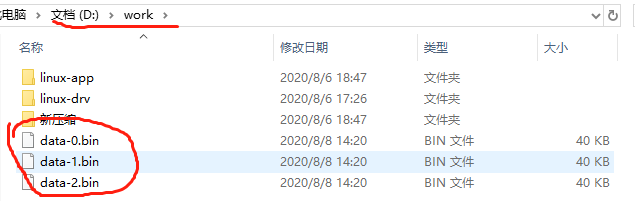 电脑 > 文档 (D:) > work >
名称 修改日期 类型 大小
linux-app 2020/8/6 18:47 文件夹
linux-drv 2020/8/6 17:26 文件夹
新压缩 2020/8/6 18:47 文件夹
data-0.bin 2020/8/8 14:20 BIN 文件 40 KB
data-1.bin 2020/8/8 14:20 BIN 文件 40 KB
data-2.bin 2020/8/8 14:20 BIN 文件 40 KB